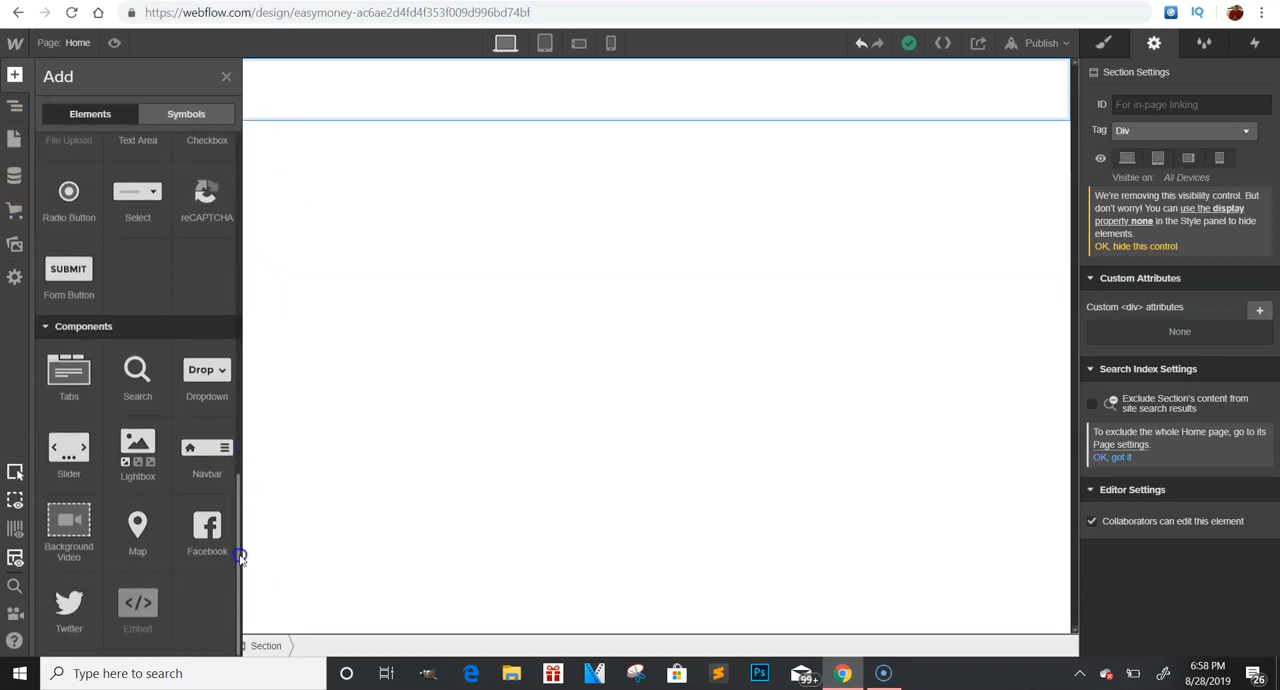 https://webflow.com/design/easymoney-ac6ae2d4fd4f353f009d996bd74bf
IQ
Page: Home
Publish
Add
Elements
Symbols
File Upload
Text Area
Checkbox
Radio Button
Select
reCAPTCHA
SUBMIT
Form Button
Components
Drop
Tabs
Search
Dropdown
Slider
Lightbox
Navbar
Background
Video
Map
Facebook
Twitter
Embed
Section
Section Settings
ID
For in-page linking
Tag
Div
Visible on: All Devices
We're removing this visibility control. But
don't worry! You can use the display
property none in the Style panel to hide
elements.
OK, hide this control
Custom Attributes
Custom <div> attributes
+
None
Search Index Settings
Exclude Section's content from
site search results
To exclude the whole Home page, go to its
Page settings.
OK, got it
Editor Settings
Collaborators can edit this element
Type here to search
Ps
99+
6:58 PM
8/28/2019
26